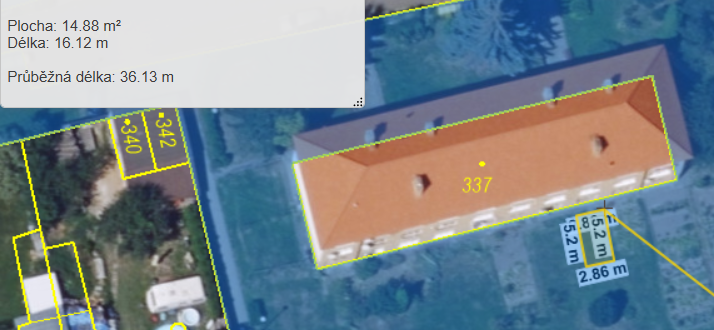 Plocha: 14.88 m²
Délka: 16.12 m
Průběžná délka: 36.13 m
340
342
337
5.2 m
5.2 m
2.86 m